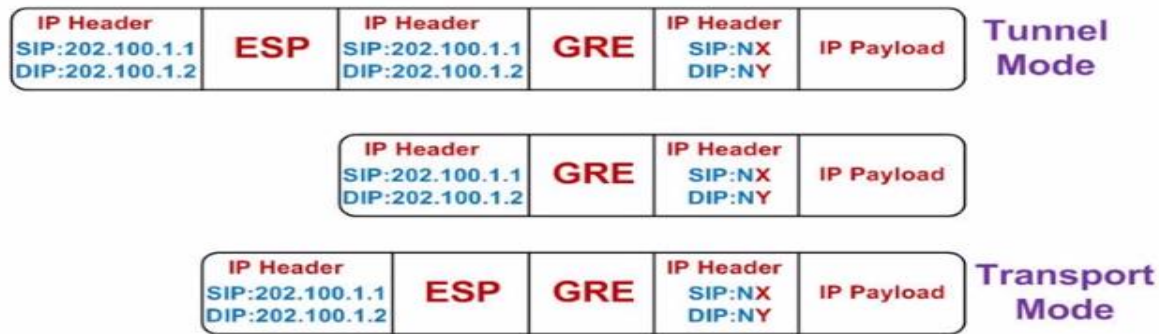 IP Header
SIP:202.100.1.1
DIP:202.100.1.2
ESP
IP Header
SIP:202.100.1.1
DIP:202.100.1.2
GRE
IP Header
SIP:NX
DIP:NY
IP Payload
Tunnel
Mode
IP Header
SIP:202.100.1.1
DIP:202.100.1.2
GRE
IP Header
SIP:NX
DIP:NY
IP Payload
IP Header
SIP:202.100.1.1
DIP:202.100.1.2
ESP
GRE
IP Header
SIP:NX
DIP:NY
IP Payload
Transport
Mode